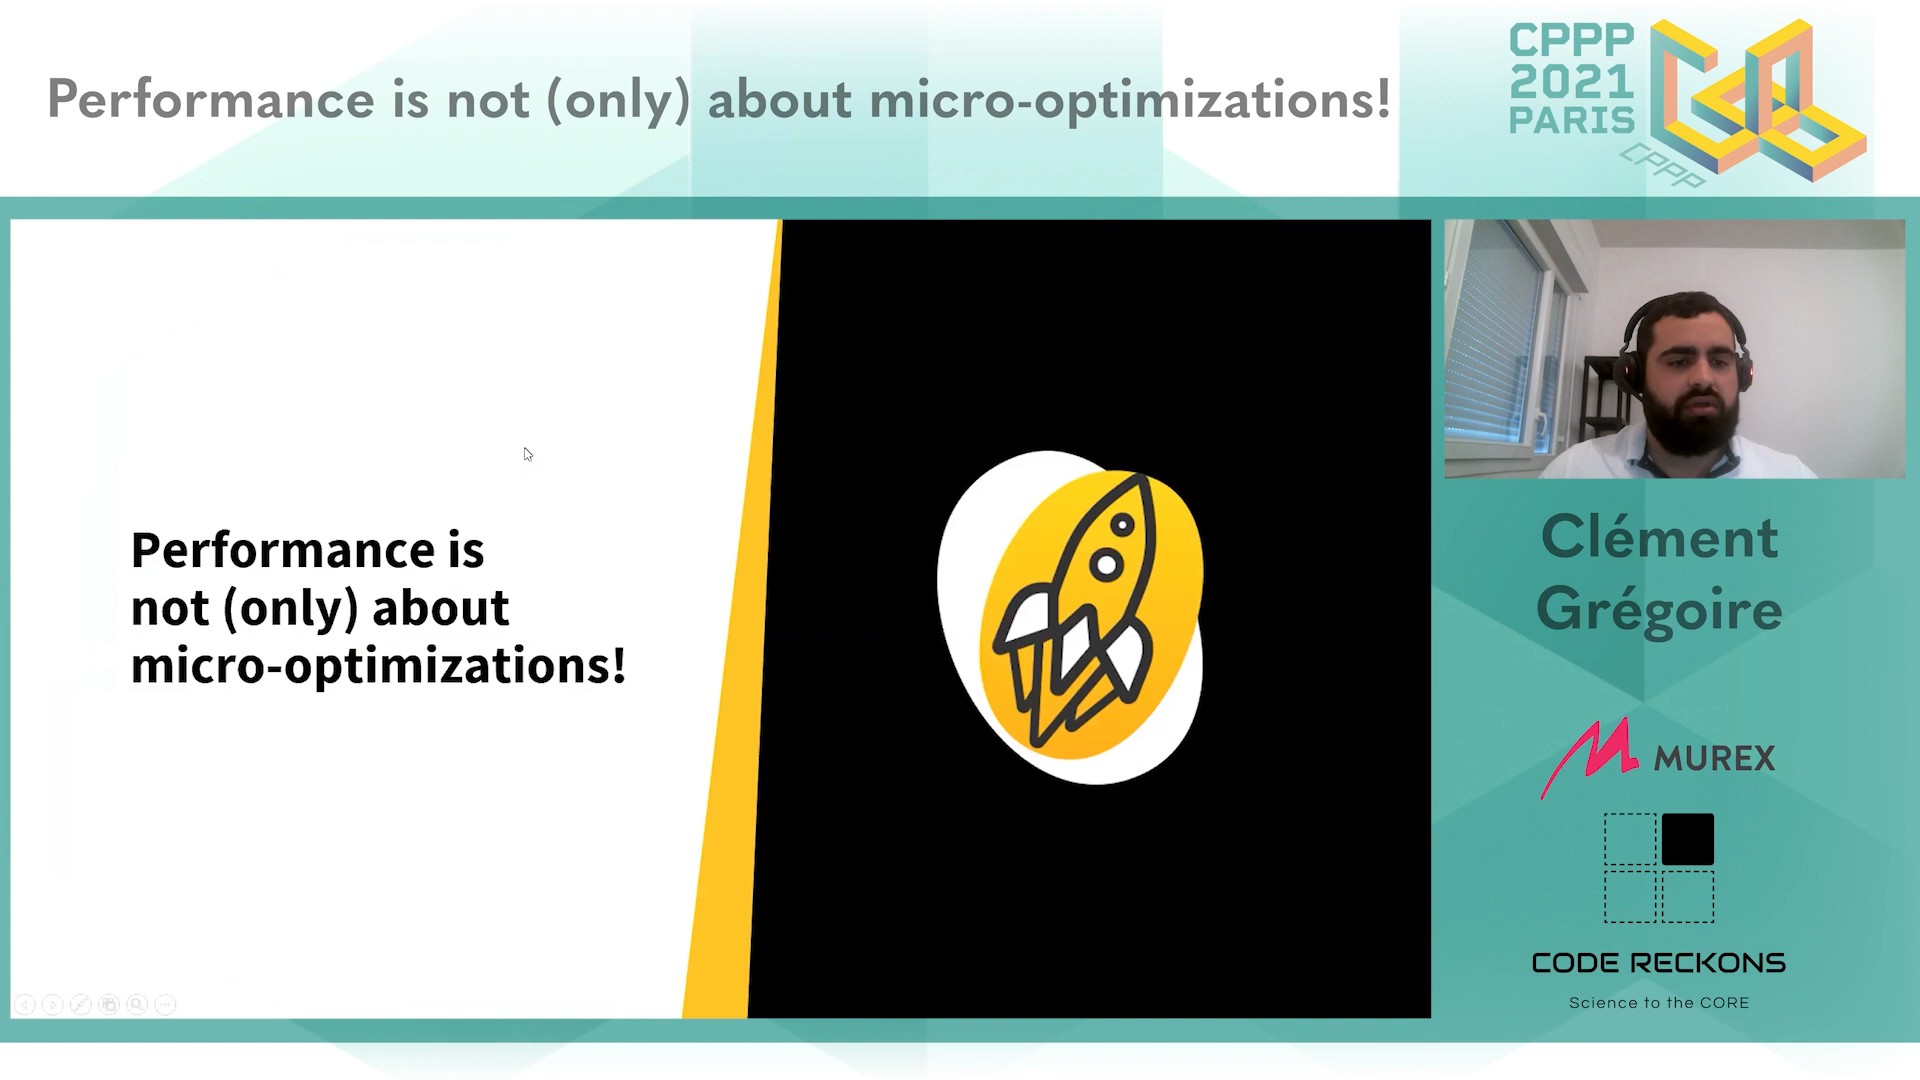 Performance is not (only) about micro-optimizations!
CPPP
2021
PARIS
CPPP
Performance is
not (only) about
micro-optimizations!
Clément
Grégoire
MUREX
CODE RECKONS
Science to the CORE